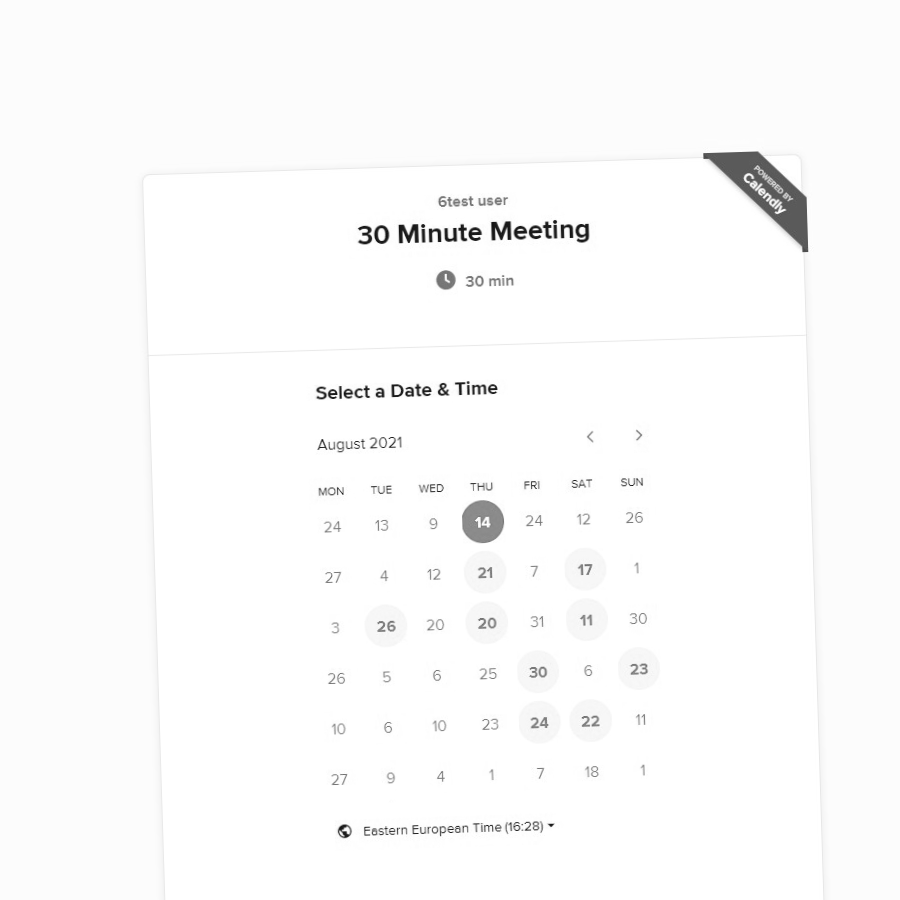 POWERED BY
Calendly
6test user
30 Minute Meeting
30 min
Select a Date & Time
August 2021
MON TUE WED THU FRI SAT SUN
24 13 9 14 24 12 26
27 4 12 21 7 17 1
3 26 20 20 31 11 30
26 5 6 25 30 6 23
10 6 10 23 24 22 11
27 9 4 1 7 18 1
Eastern European Time (16:28)